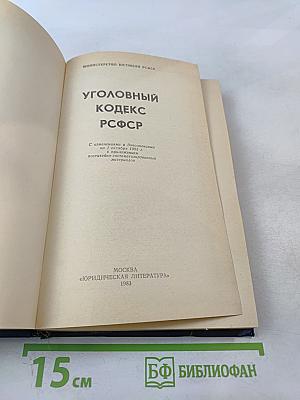 МИНИСТЕРСТВО ЮСТИЦИИ РСФСР
УГОЛОВНЫЙ
КОДЕКС
РСФСР
С изменениями и дополнениями
на 1 октября 1982 г.
с приложением
постатейно-систематизированных
материалов
МОСКВА
«ЮРИДИЧЕСКАЯ ЛИТЕРАТУРА»
1983
15 см
БФ БИБЛИОФАН